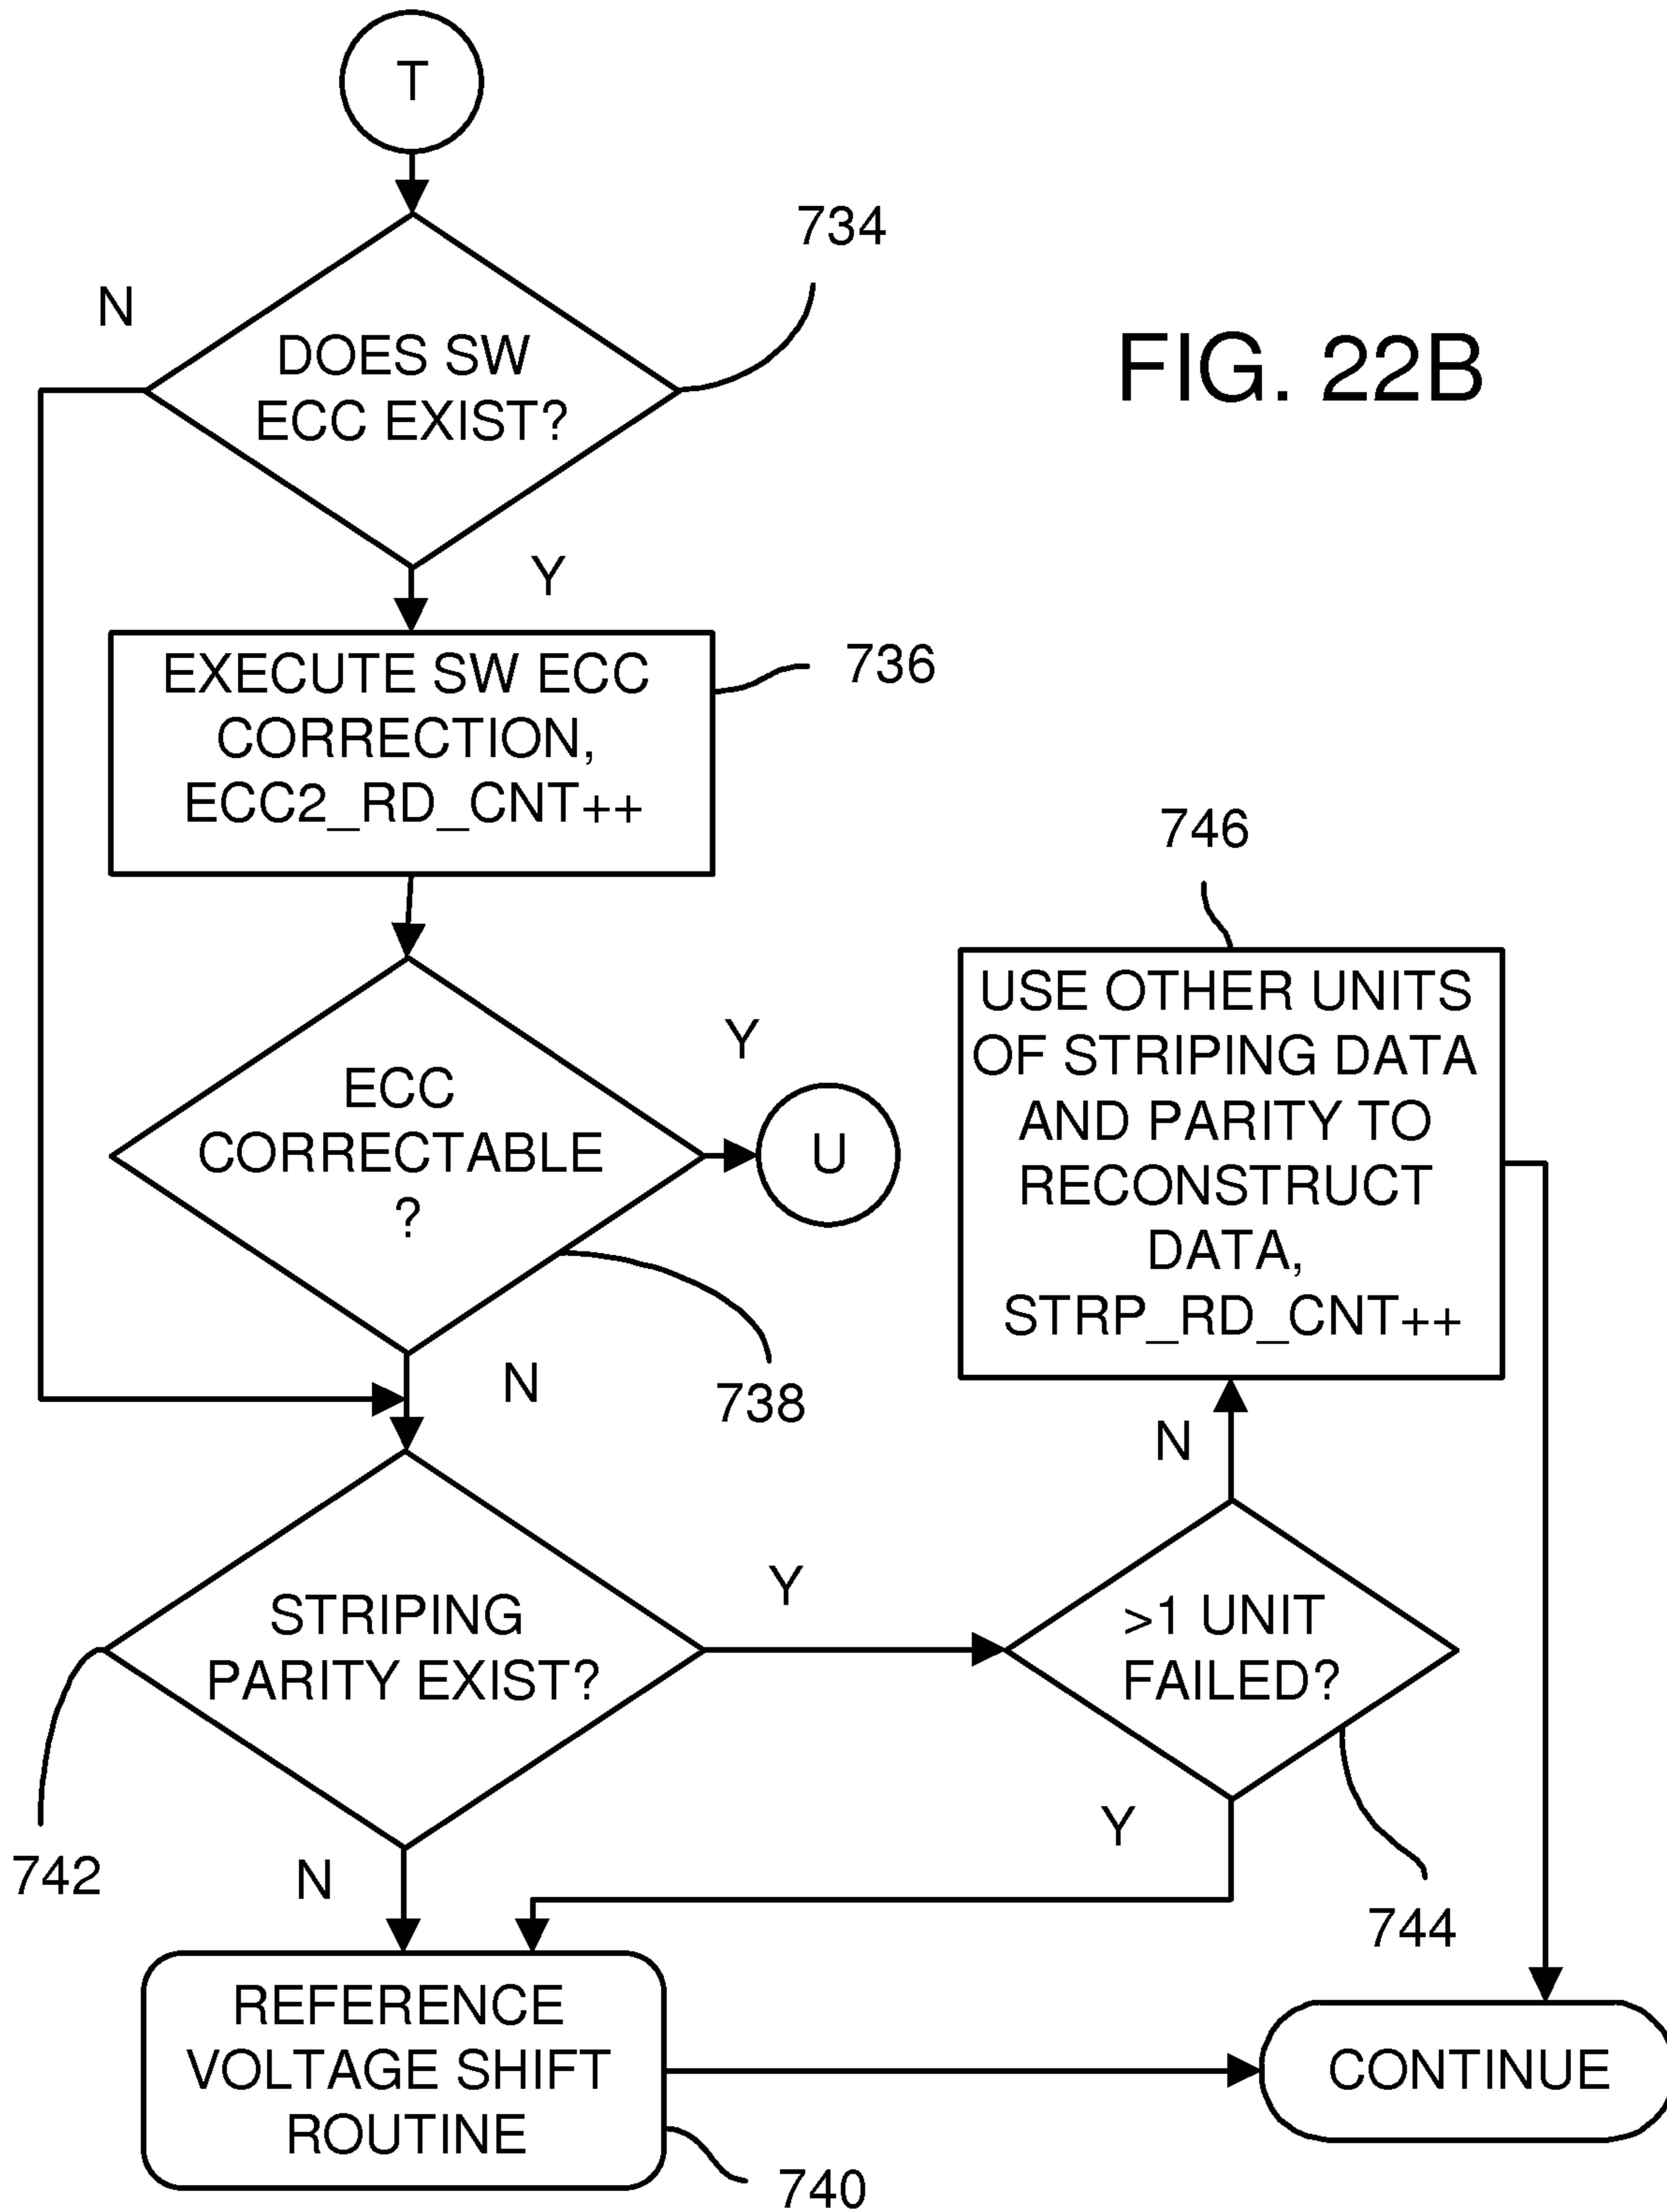 T
734
N
DOES SW
ECC EXIST?
FIG. 22B
Y
EXECUTE SW ECC
CORRECTION,
ECC2_RD_CNT++
736
746
USE OTHER UNITS
OF STRIPING DATA
AND PARITY TO
RECONSTRUCT
DATA,
STRP_RD_CNT++
Y
ECC
CORRECTABLE
?
U
N
738
N
STRIPING
PARITY EXIST?
Y
>1 UNIT
FAILED?
742
N
Y
744
REFERENCE
VOLTAGE SHIFT
ROUTINE
CONTINUE
740